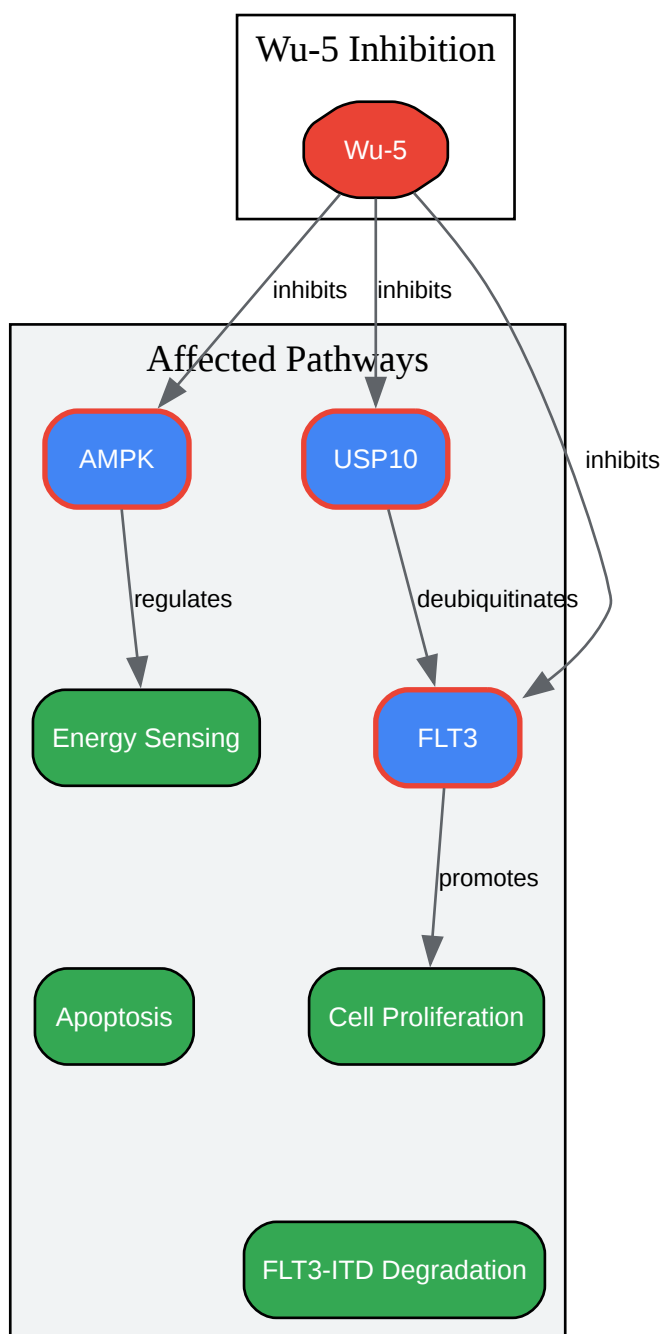 Wu-5 Inhibition
Wu-5
inhibits
inhibits
Affected Pathways
AMPK
USP10
inhibits
regulates
deubiquitinates
Energy Sensing
FLT3
promotes
Apoptosis
Cell Proliferation
FLT3-ITD Degradation